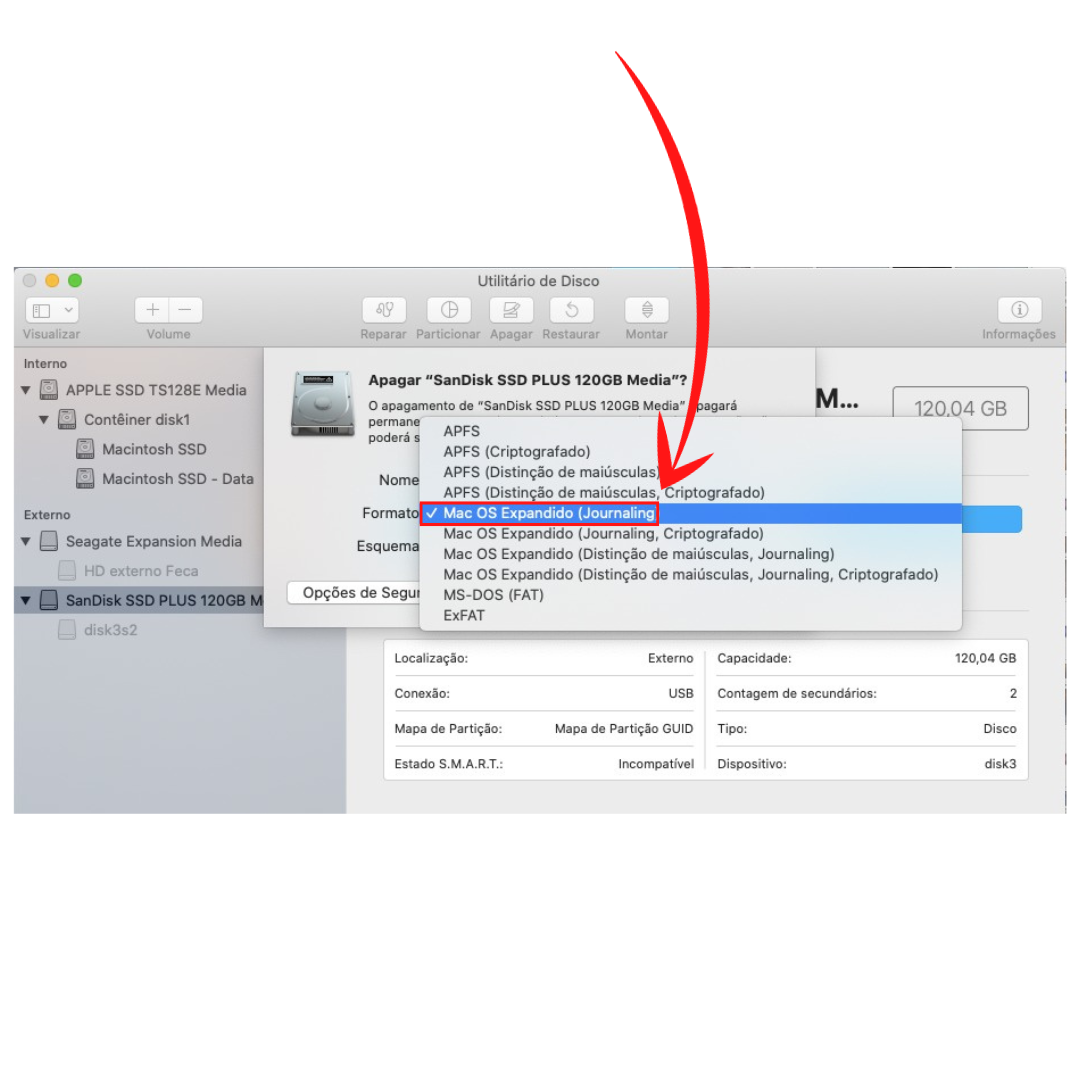 Utilitário de Disco
Visualizar
Volume
Reparar Particionar Apagar Restaurar Montar
Informações
Interno
APPLE SSD TS128E Media
Contêiner disk1
Macintosh SSD
Macintosh SSD - Data
Externo
Seagate Expansion Media
HD externo Feca
SanDisk SSD PLUS 120GB M
disk3s2
Apagar “SanDisk SSD PLUS 120GB Media”?
O apagamento de “SanDisk SSD PLUS 120GB Media” apagará
permane
poderá s
M...
120,04 GB
Nome
Formato
Esquema
Opções de Segur
APFS
APFS (Criptografado)
APFS (Distinção de maiúsculas)
APFS (Distinção de maiúsculas, Criptografado)
✓ Mac OS Expandido (Journaling)
Mac OS Expandido (Journaling, Criptografado)
Mac OS Expandido (Distinção de maiúsculas, Journaling)
Mac OS Expandido (Distinção de maiúsculas, Journaling, Criptografado)
MS-DOS (FAT)
ExFAT
Localização: Externo
Conexão: USB
Mapa de Partição: Mapa de Partição GUID
Estado S.M.A.R.T.: Incompatível
Capacidade: 120,04 GB
Contagem de secundários: 2
Tipo: Disco
Dispositivo: disk3